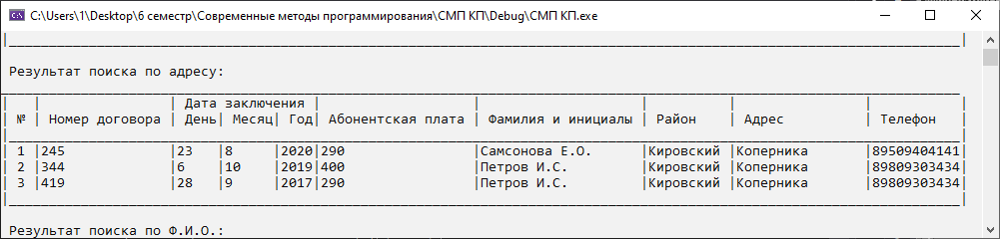 C:\Users\1\Desktop\6 семестр\Современные методы программирования\СМП КП\Debug\СМП КП.exe
Результат поиска по адресу:
| | | Дата заключения | | | | | |
| № | Номер договора | День| Месяц| Год| Абонентская плата | Фамилия и инициалы | Район | Адрес | Телефон |
| 1 |245 |23 |8 |2020|290 |Самсонова Е.О. |Кировский |Коперника |89509404141|
| 2 |344 |6 |10 |2019|400 |Петров И.С. |Кировский |Коперника |89809303434|
| 3 |419 |28 |9 |2017|290 |Петров И.С. |Кировский |Коперника |89809303434|
Результат поиска по Ф.И.О.: